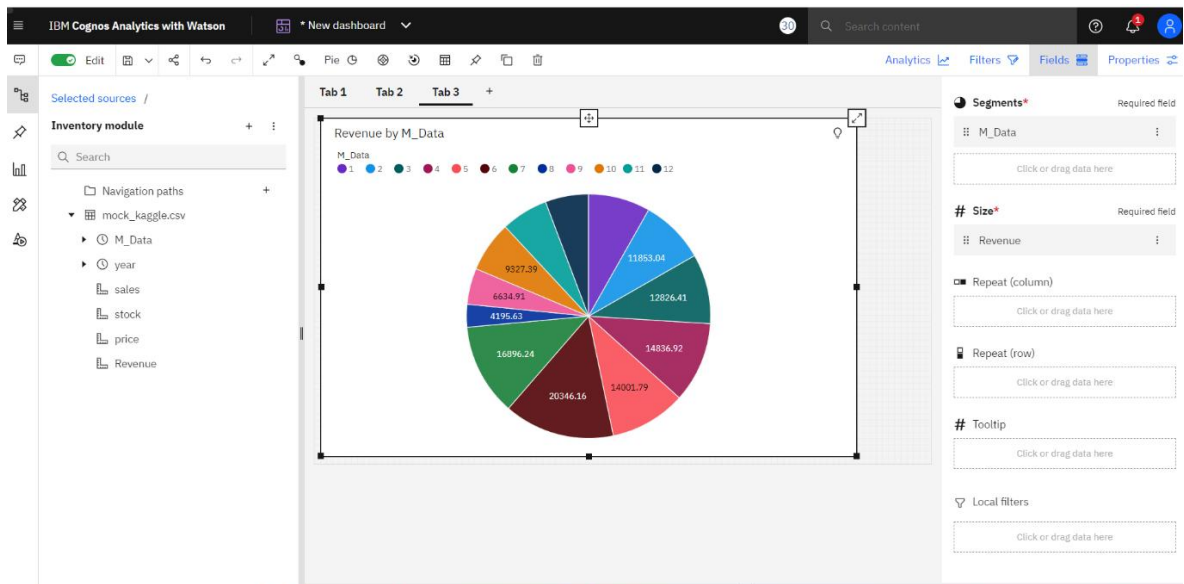 IBM Cognos Analytics with Watson
* New dashboard
30
Search content
1
Edit
Pie
Analytics
Filters
Fields
Properties
Selected sources /
Inventory module
Search
Navigation paths
mock_kaggle.csv
M_Data
year
sales
stock
price
Revenue
Tab 1 Tab 2 Tab 3 +
Revenue by M_Data
M_Data
1 2 3 4 5 6 7 8 9 10 11 12
11853.04
12826.41
14836.92
14001.79
20346.16
16896.24
4195.63
6634.91
9327.39
Segments* Required field
M_Data
Click or drag data here
# Size* Required field
Revenue
Repeat (column)
Click or drag data here
Repeat (row)
Click or drag data here
# Tooltip
Click or drag data here
Local filters
Click or drag data here